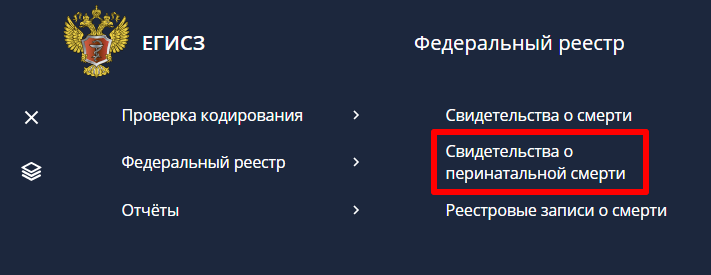 ЕГИСЗ
Федеральный реестр
Проверка кодирования
Федеральный реестр
Отчёты
Свидетельства о смерти
Свидетельства о
перинатальной смерти
Реестровые записи о смерти